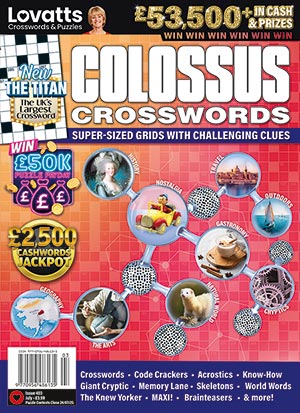 Lovatts
Crosswords & Puzzles
£53,500+ IN CASH
& PRIZES
WIN WIN WIN WIN WIN WIN
New
THE TITAN
The UK's
Largest
Crossword
COLOSSUS
CROSSWORDS
SUPER-SIZED GRIDS WITH CHALLENGING CLUES
WIN
£50K
PUZZLE PAYDAY
£ £ £
£2,500
CASHWORDS
JACKPOT
HISTORY
NOSTALGIA
TRAVEL
OUTDOORS
GASTRONOMY
CRYPTICS
GEOGRAPHY
THE ARTS
Crosswords • Code Crackers • Acrostics • Know-How
Giant Cryptic • Memory Lane • Skeletons • World Words
The Knew Yorker • MAXI! • Brainteasers • & more!